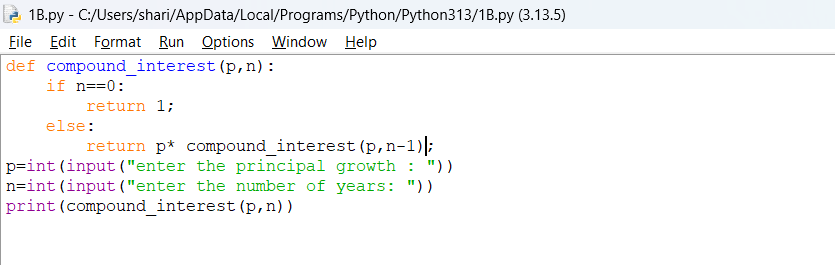 1B.py - C:/Users/shari/AppData/Local/Programs/Python/Python313/1B.py (3.13.5)
File Edit Format Run Options Window Help
def compound_interest(p,n):
    if n==0:
        return 1;
    else:
        return p* compound_interest(p,n-1);
p=int(input("enter the principal growth : "))
n=int(input("enter the number of years: "))
print(compound_interest(p,n))